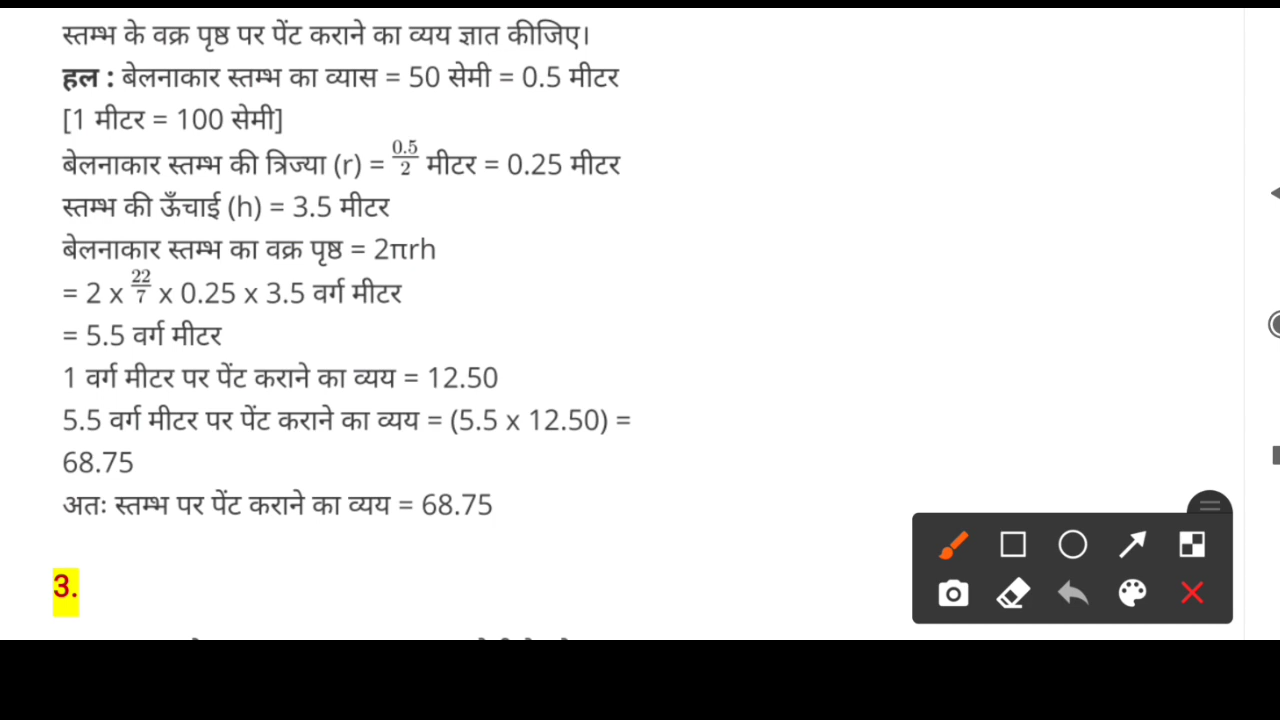 स्तम्भ के वक्र पृष्ठ पर पेंट कराने का व्यय ज्ञात कीजिए।
हल : बेलनाकार स्तम्भ का व्यास = 50 सेमी = 0.5 मीटर
[1 मीटर = 100 सेमी]
बेलनाकार स्तम्भ की त्रिज्या (r) = 0.5/2 मीटर = 0.25 मीटर
स्तम्भ की ऊँचाई (h) = 3.5 मीटर
बेलनाकार स्तम्भ का वक्र पृष्ठ = 2πrh
= 2 x 22/7 x 0.25 x 3.5 वर्ग मीटर
= 5.5 वर्ग मीटर
1 वर्ग मीटर पर पेंट कराने का व्यय = 12.50
5.5 वर्ग मीटर पर पेंट कराने का व्यय = (5.5 x 12.50) =
68.75
अतः स्तम्भ पर पेंट कराने का व्यय = 68.75
3.